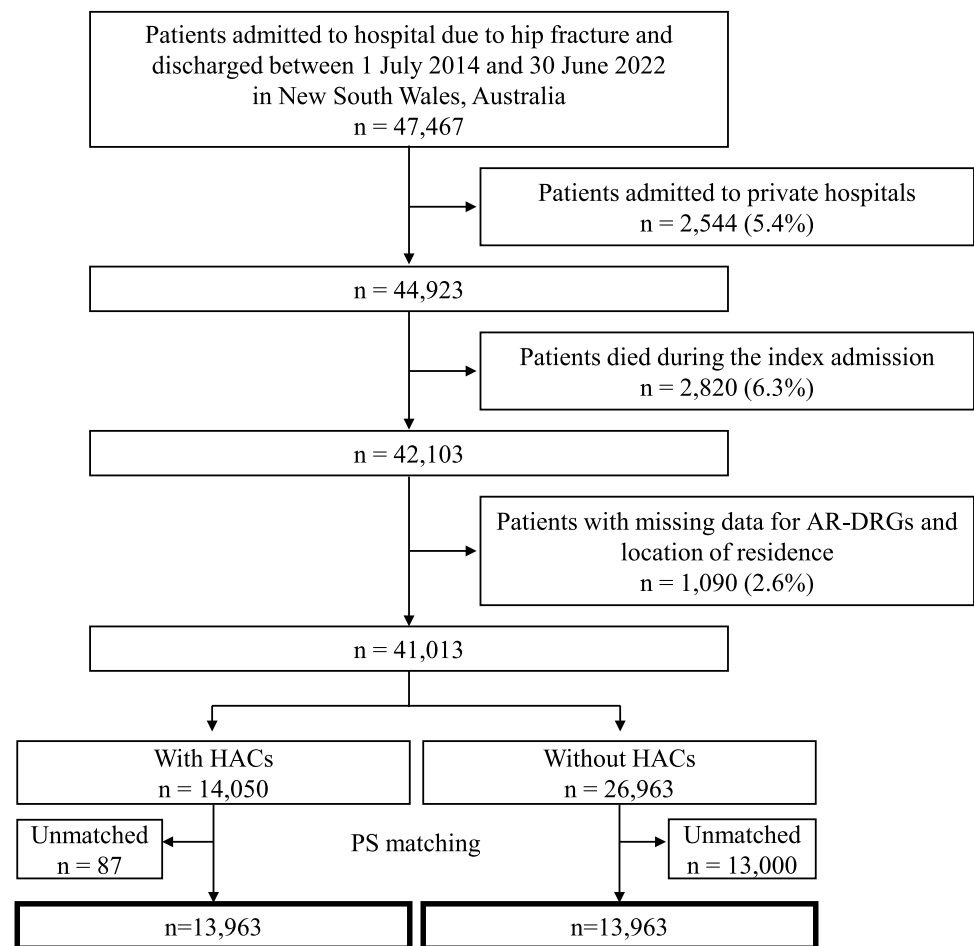 Patients admitted to hospital due to hip fracture and
discharged between 1 July 2014 and 30 June 2022
in New South Wales, Australia
n = 47,467
Patients admitted to private hospitals
n = 2,544 (5.4%)
n = 44,923
Patients died during the index admission
n = 2,820 (6.3%)
n = 42,103
Patients with missing data for AR-DRGs and
location of residence
n = 1,090 (2.6%)
n = 41,013
With HACs
n = 14,050
Without HACs
n = 26,963
Unmatched
n = 87
PS matching
Unmatched
n = 13,000
n=13,963
n=13,963